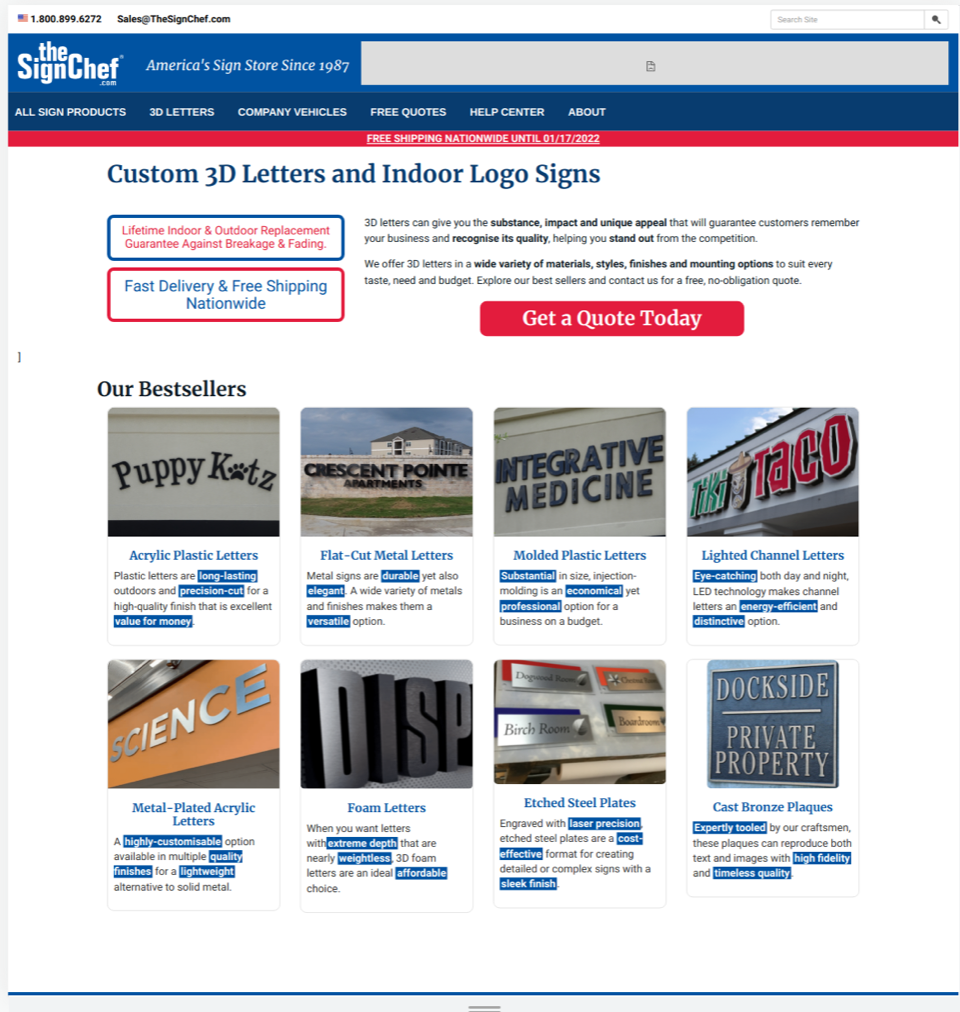 1.800.899.6272 Sales@TheSignChef.com Search Site
the
SignChef
.com
America's Sign Store Since 1987
ALL SIGN PRODUCTS 3D LETTERS COMPANY VEHICLES FREE QUOTES HELP CENTER ABOUT
FREE SHIPPING NATIONWIDE UNTIL 01/17/2022
Custom 3D Letters and Indoor Logo Signs
Lifetime Indoor & Outdoor Replacement
Guarantee Against Breakage & Fading.
Fast Delivery & Free Shipping
Nationwide
3D letters can give you the substance, impact and unique appeal that will guarantee customers remember
your business and recognise its quality, helping you stand out from the competition.
We offer 3D letters in a wide variety of materials, styles, finishes and mounting options to suit every
taste, need and budget. Explore our best sellers and contact us for a free, no-obligation quote.
Get a Quote Today
]
Our Bestsellers
Puppy Katz
Acrylic Plastic Letters
Plastic letters are long-lasting
outdoors and precision-cut for a
high-quality finish that is excellent
value for money.
CRESCENT POINTE
APARTMENTS
Flat-Cut Metal Letters
Metal signs are durable yet also
elegant. A wide variety of metals
and finishes makes them a
versatile option.
INTEGRATIVE
MEDICINE
Molded Plastic Letters
Substantial in size, injection-
molding is an economical yet
professional option for a
business on a budget.
TiKi TACO
Lighted Channel Letters
Eye-catching both day and night,
LED technology makes channel
letters an energy-efficient and
distinctive option.
SCIENCE
Metal-Plated Acrylic
Letters
A highly-customisable option
available in multiple quality
finishes for a lightweight
alternative to solid metal.
DISP
Foam Letters
When you want letters
with extreme depth that are
nearly weightless, 3D foam
letters are an ideal affordable
choice.
Dogwood Room
Birch Room
Boardroom
Etched Steel Plates
Engraved with laser precision,
etched steel plates are a cost-
effective format for creating
detailed or complex signs with a
sleek finish.
DOCKSIDE
PRIVATE
PROPERTY
Cast Bronze Plaques
Expertly tooled by our craftsmen,
these plaques can reproduce both
text and images with high fidelity
and timeless quality.